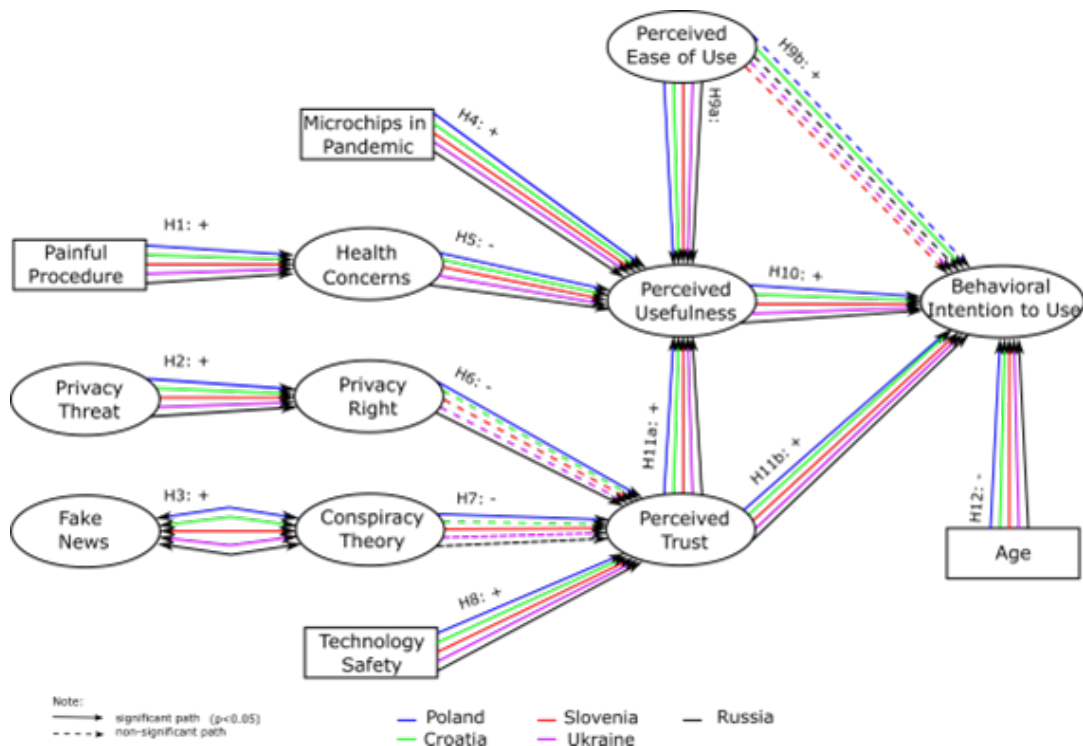 Perceived
Ease of Use
H9b: +
H9a:
H4: +
Microchips in
Pandemic
H1: +
Painful
Procedure
Health
Concerns
H5: -
Perceived
Usefulness
H10: +
Behavioral
Intention to Use
H2: +
Privacy
Threat
Privacy
Right
H6: -
H11a: +
H11b: +
H12: -
H3: +
Fake
News
Conspiracy
Theory
H7: -
Perceived
Trust
Age
H8: +
Technology
Safety
Note:
significant path (p<0.05)
non-significant path
Poland
Slovenia
Russia
Croatia
Ukraine